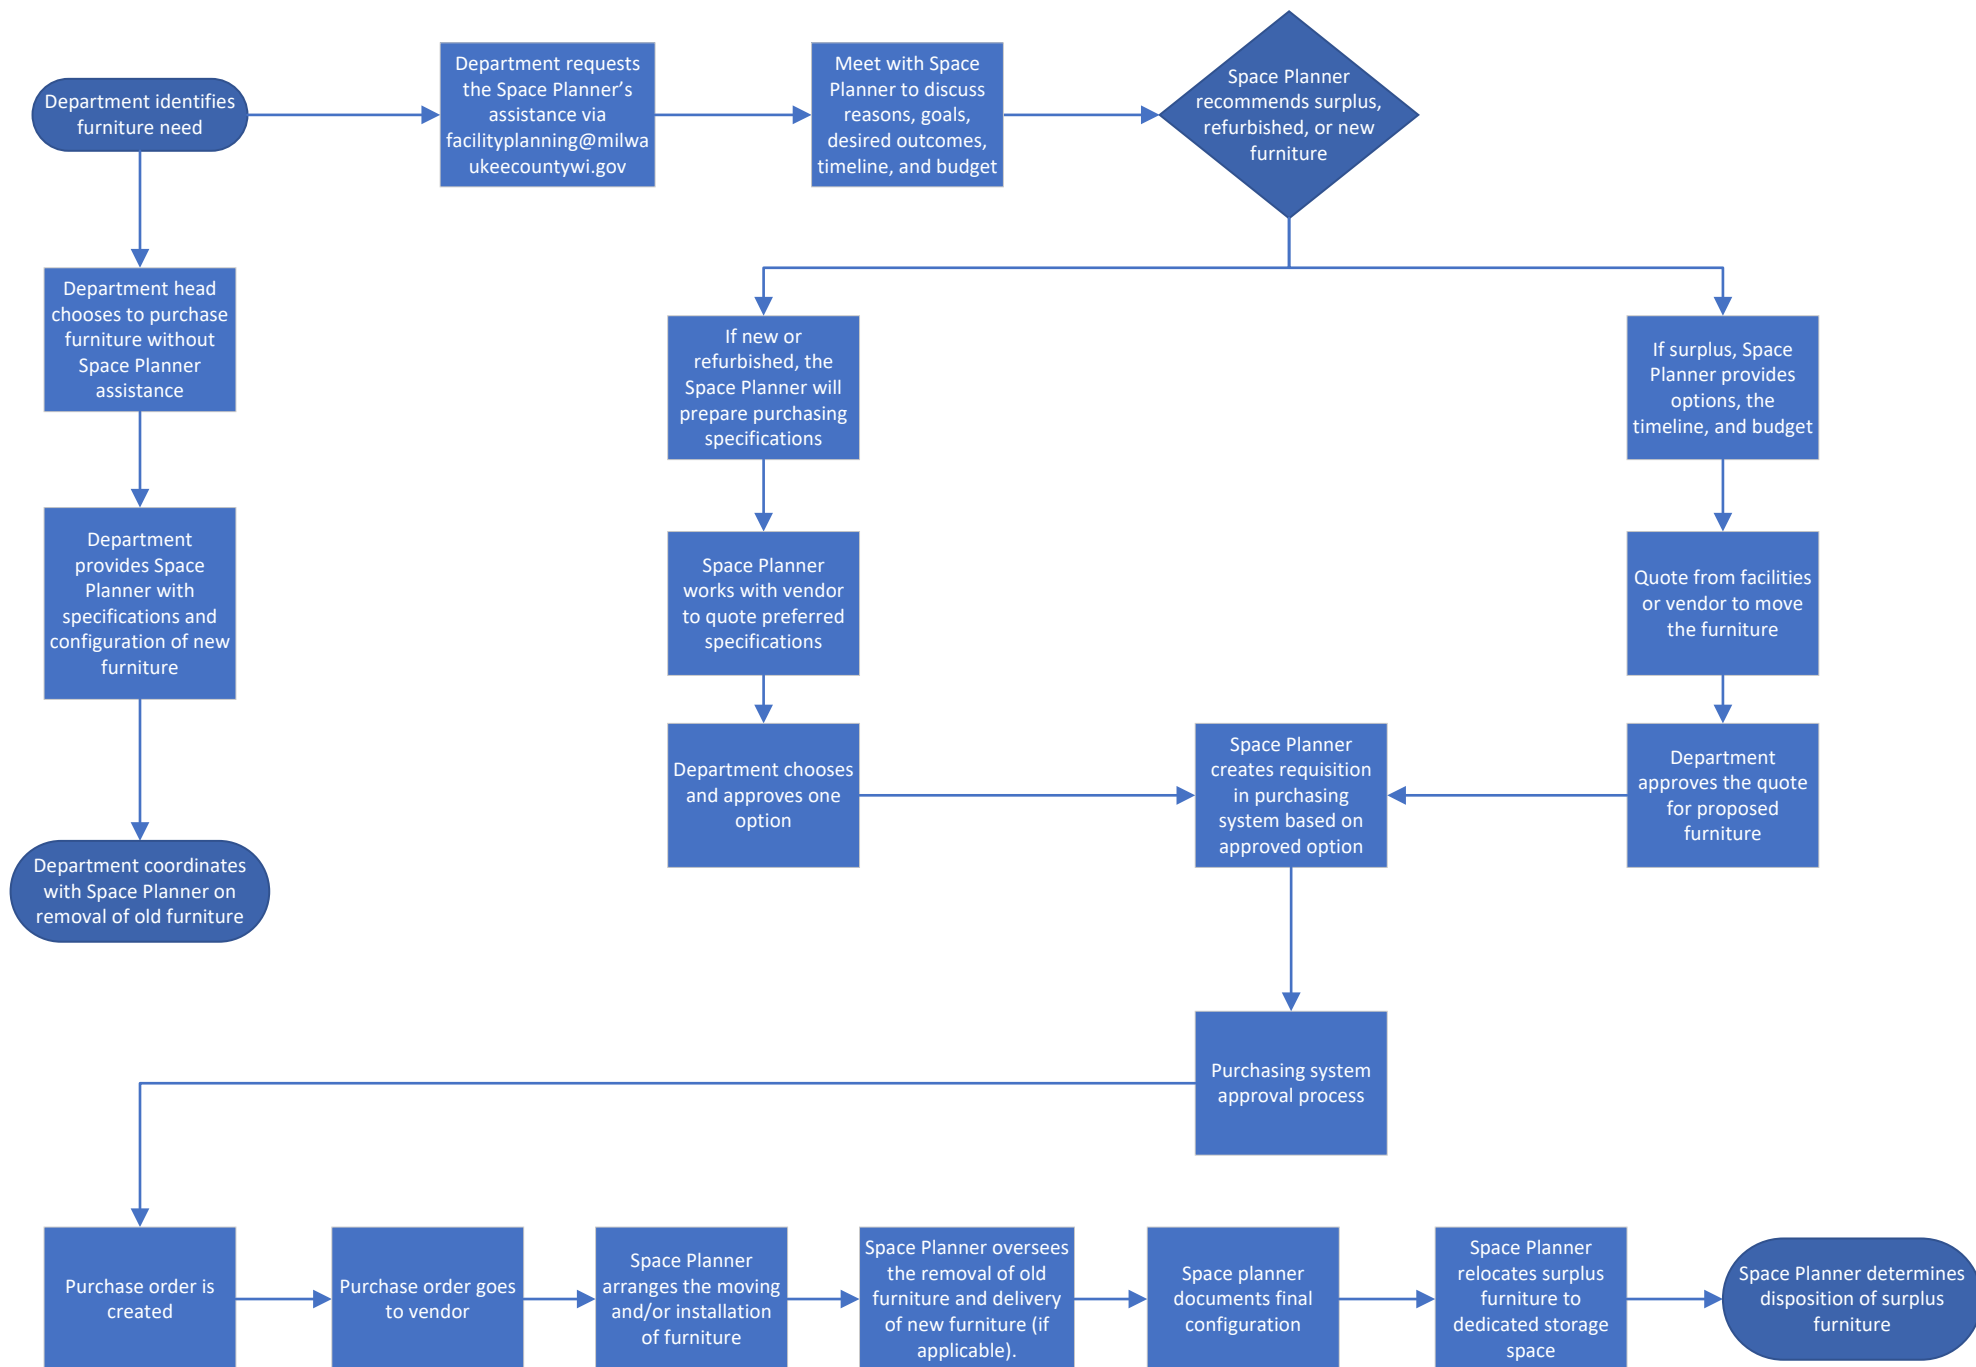 Department identifies
furniture need
Department requests
the Space Planner’s
assistance via
facilityplanning@milwa
ukeecountywi.gov
Meet with Space
Planner to discuss
reasons, goals,
desired outcomes,
timeline, and budget
Space Planner
recommends surplus,
refurbished, or new
furniture
Department head
chooses to purchase
furniture without
Space Planner
assistance
Department
provides Space
Planner with
specifications and
configuration of new
furniture
Department coordinates
with Space Planner on
removal of old furniture
If new or
refurbished, the
Space Planner will
prepare purchasing
specifications
Space Planner
works with vendor
to quote preferred
specifications
Department chooses
and approves one
option
If surplus, Space
Planner provides
options, the
timeline, and budget
Quote from facilities
or vendor to move
the furniture
Department
approves the quote
for proposed
furniture
Space Planner
creates requisition
in purchasing
system based on
approved option
Purchasing system
approval process
Purchase order is
created
Purchase order goes
to vendor
Space Planner
arranges the moving
and/or installation
of furniture
Space Planner oversees
the removal of old
furniture and delivery
of new furniture (if
applicable).
Space planner
documents final
configuration
Space Planner
relocates surplus
furniture to
dedicated storage
space
Space Planner determines
disposition of surplus
furniture